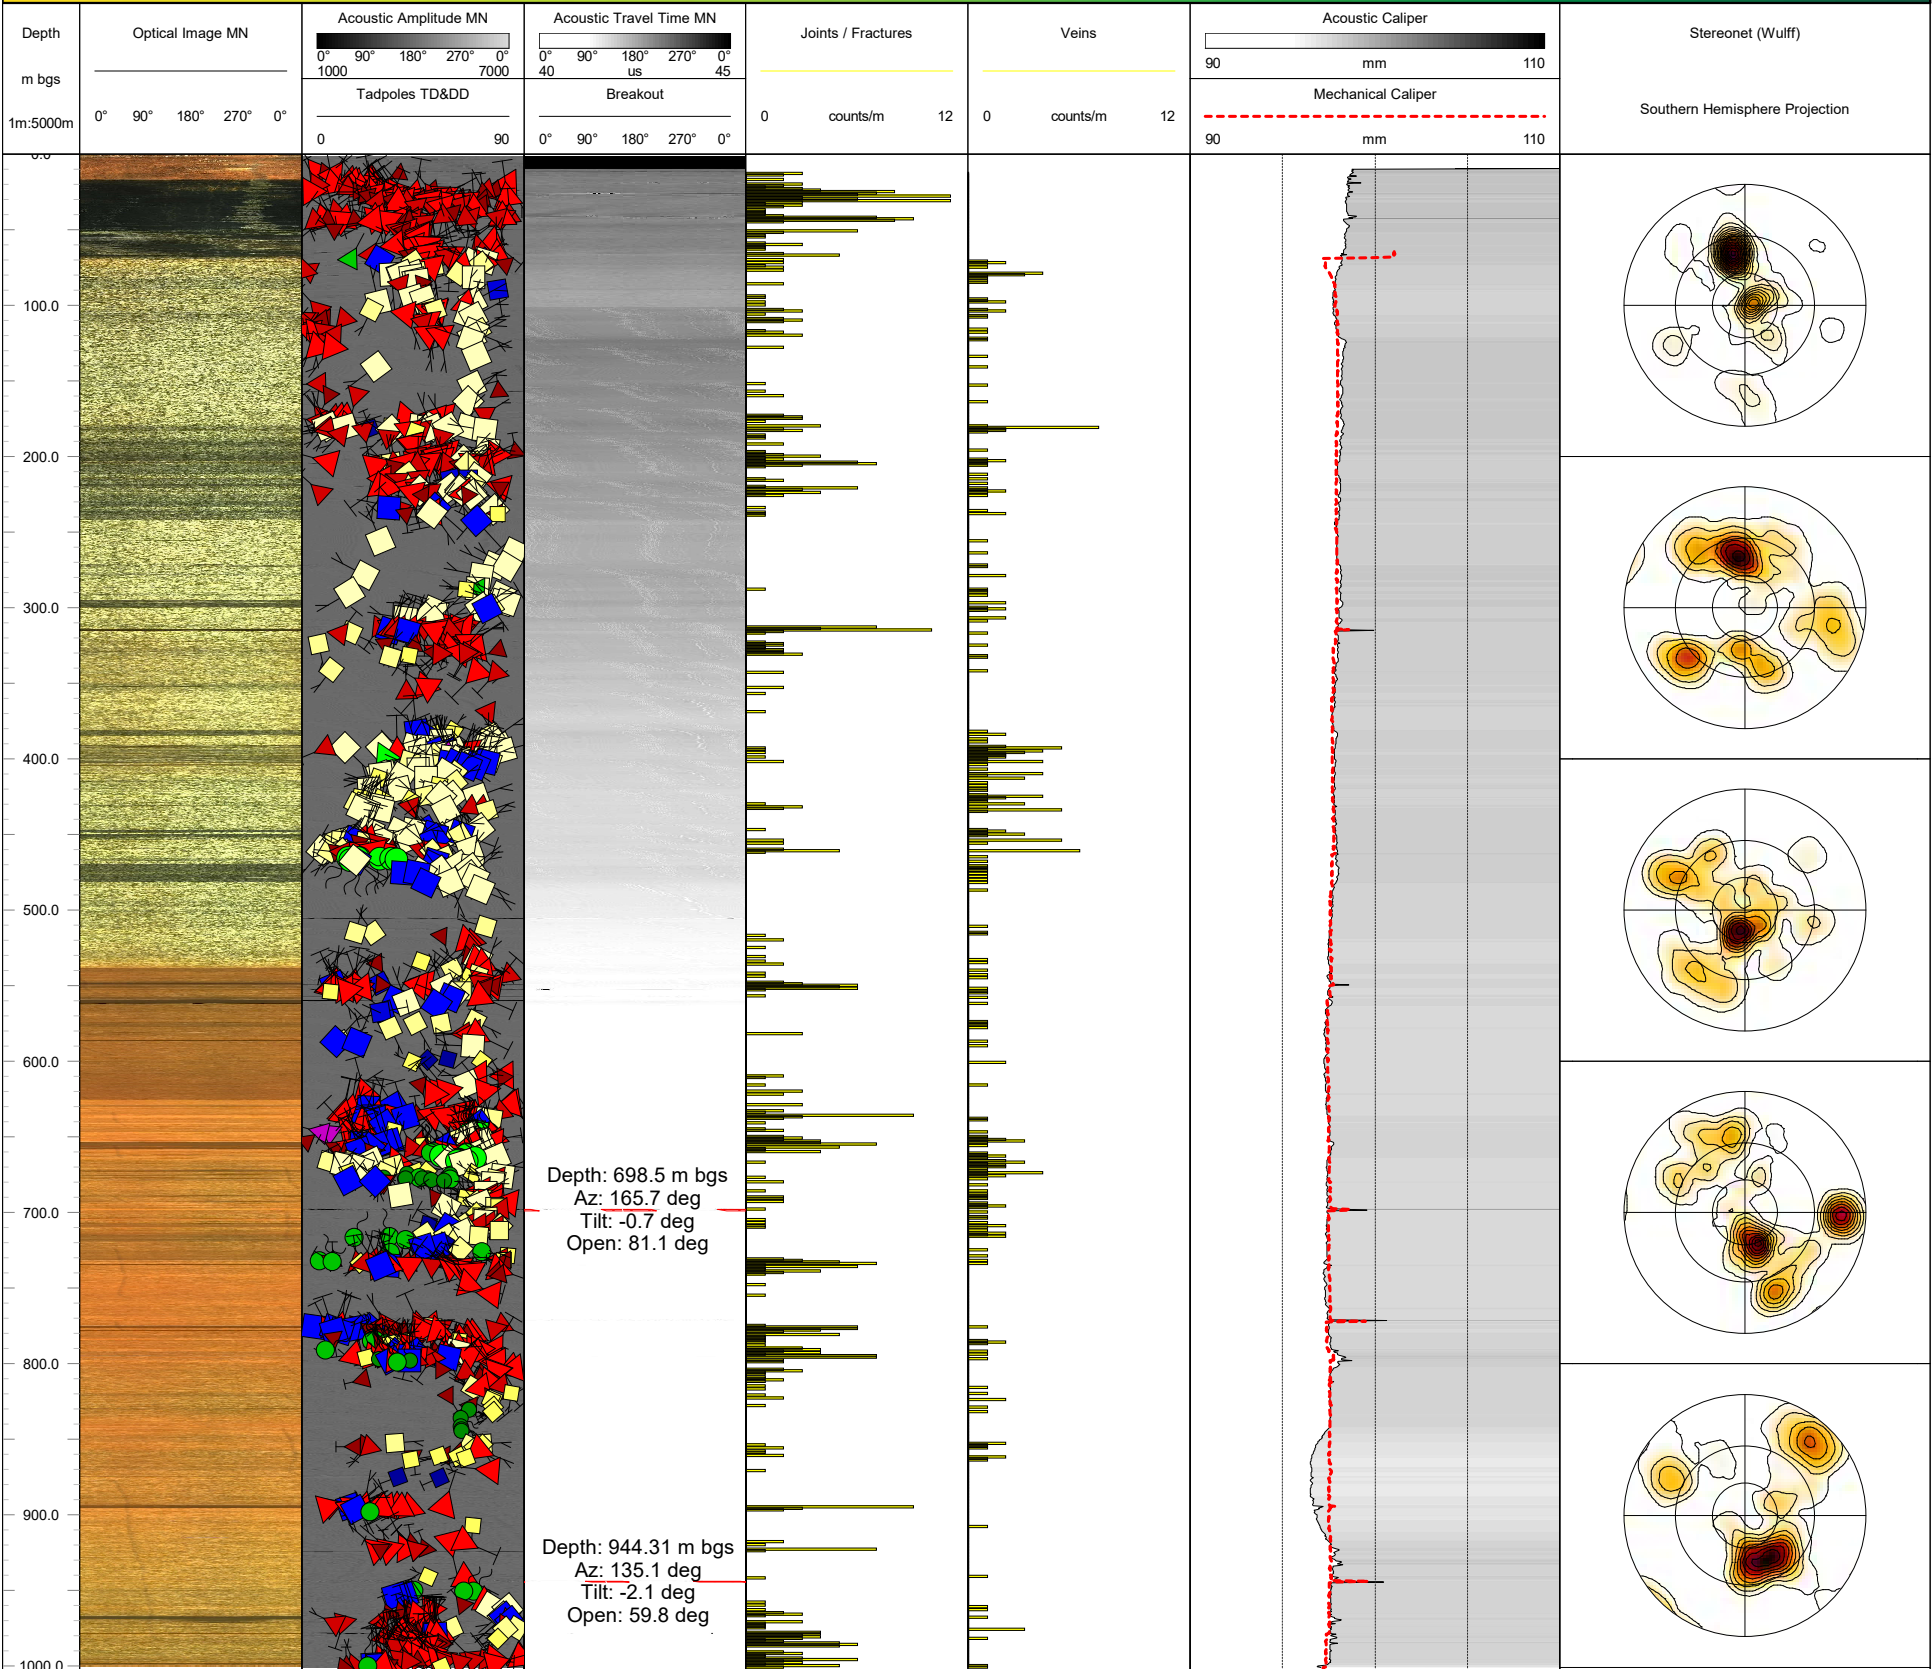 Depth
m bgs
1m:5000m
Optical Image MN
0° 90° 180° 270° 0°
Acoustic Amplitude MN
0° 90° 180° 270° 0°
1000 7000
Tadpoles TD&DD
0 90
Acoustic Travel Time MN
0° 90° 180° 270° 0°
40 us 45
Breakout
0° 90° 180° 270° 0°
Joints / Fractures
0 counts/m 12
Veins
0 counts/m 12
Acoustic Caliper
90 mm 110
Mechanical Caliper
90 mm 110
Stereonet (Wulff)
Southern Hemisphere Projection
0.0
100.0
200.0
300.0
400.0
500.0
600.0
700.0
800.0
900.0
1000.0
Depth: 698.5 m bgs
Az: 165.7 deg
Tilt: -0.7 deg
Open: 81.1 deg
Depth: 944.31 m bgs
Az: 135.1 deg
Tilt: -2.1 deg
Open: 59.8 deg